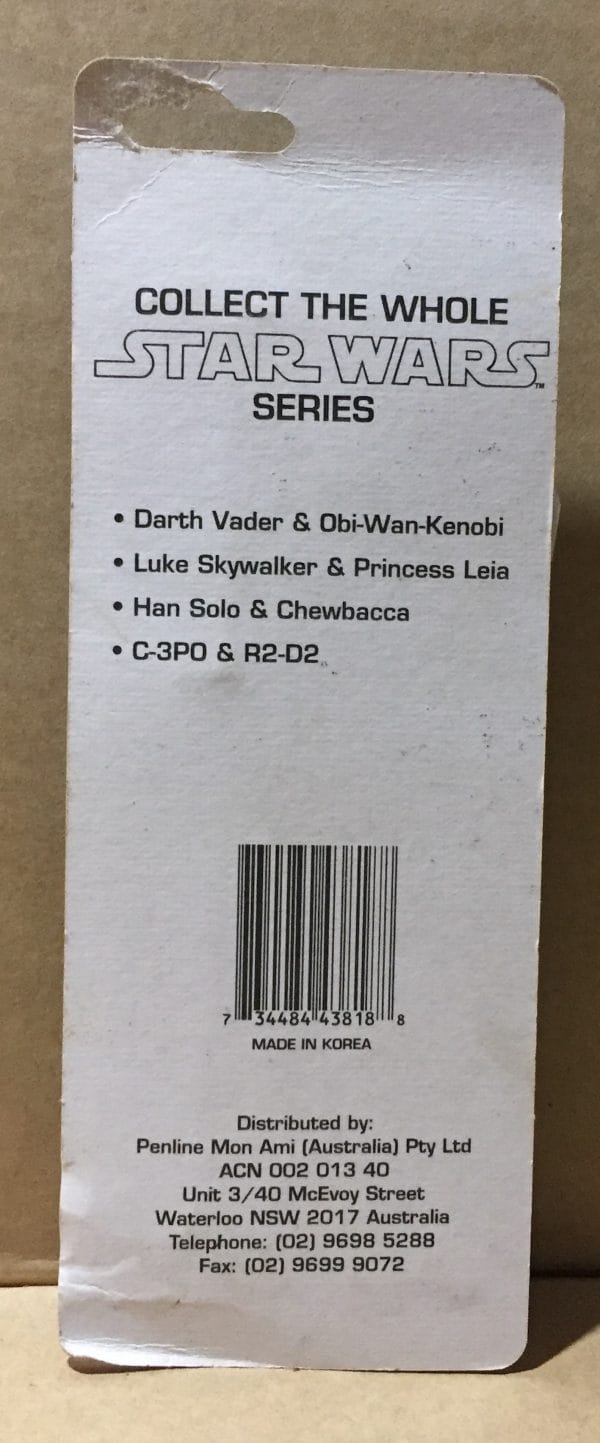 COLLECT THE WHOLE
STAR WARS™
SERIES
• Darth Vader & Obi-Wan-Kenobi
• Luke Skywalker & Princess Leia
• Han Solo & Chewbacca
• C-3PO & R2-D2
7 34484 43818 8
MADE IN KOREA
Distributed by:
Penline Mon Ami (Australia) Pty Ltd
ACN 002 013 40
Unit 3/40 McEvoy Street
Waterloo NSW 2017 Australia
Telephone: (02) 9698 5288
Fax: (02) 9699 9072